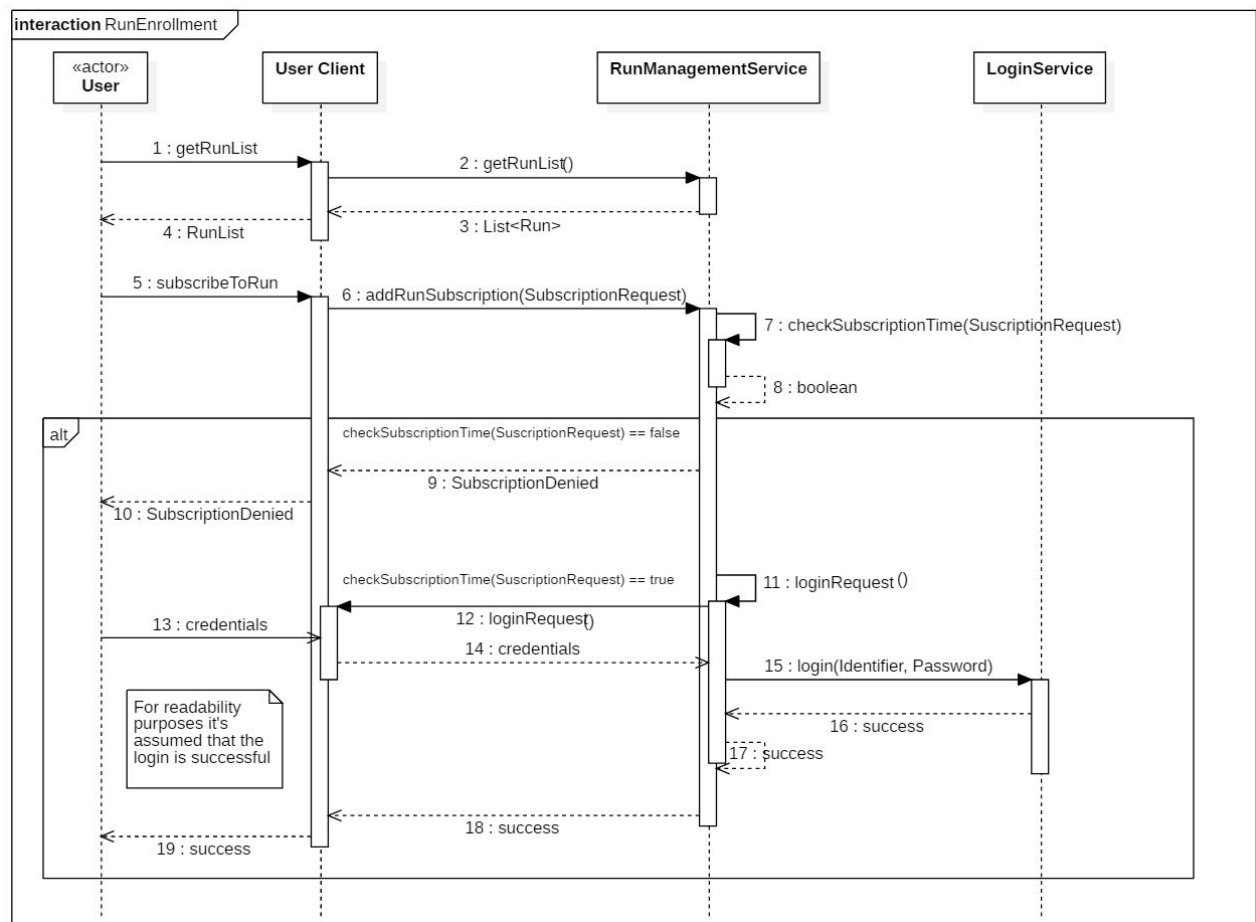 interaction RunEnrollment
«actor»
User
User Client
RunManagementService
LoginService
1 : getRunList
2 : getRunList()
3 : List<Run>
4 : RunList
5 : subscribeToRun
6 : addRunSubscription(SubscriptionRequest)
7 : checkSubscriptionTime(SuscriptionRequest)
8 : boolean
alt
checkSubscriptionTime(SuscriptionRequest) == false
9 : SubscriptionDenied
10 : SubscriptionDenied
checkSubscriptionTime(SuscriptionRequest) == true
11 : loginRequest()
12 : loginRequest()
13 : credentials
14 : credentials
15 : login(Identifier, Password)
16 : success
For readability
purposes it's
assumed that the
login is successful
17 : success
18 : success
19 : success